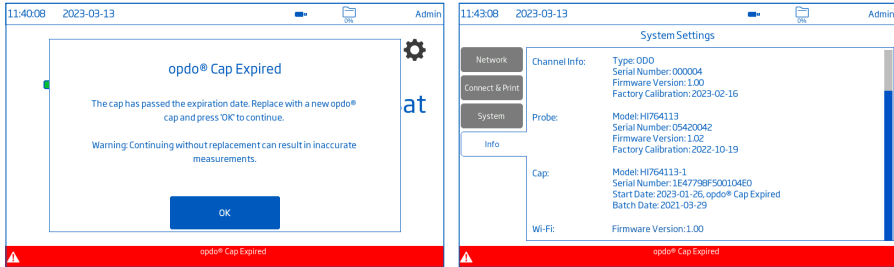 11:40:08 2023-03-13 0% Admin
opdo® Cap Expired
The cap has passed the expiration date. Replace with a new opdo®
cap and press 'OK' to continue.
Warning: Continuing without replacement can result in inaccurate
measurements.
OK
at
opdo® Cap Expired
11:43:08 2023-03-13 0% Admin
System Settings
Network
Connect & Print
System
Info
Channel Info: Type: ODO
Serial Number: 000004
Firmware Version: 1.00
Factory Calibration: 2023-02-16
Probe: Model: HI764113
Serial Number: 05420042
Firmware Version: 1.02
Factory Calibration: 2022-10-19
Cap: Model: HI764113-1
Serial Number: 1E47798F500104E0
Start Date: 2023-01-26, opdo® Cap Expired
Batch Date: 2021-03-29
Wi-Fi: Firmware Version: 1.00
opdo® Cap Expired